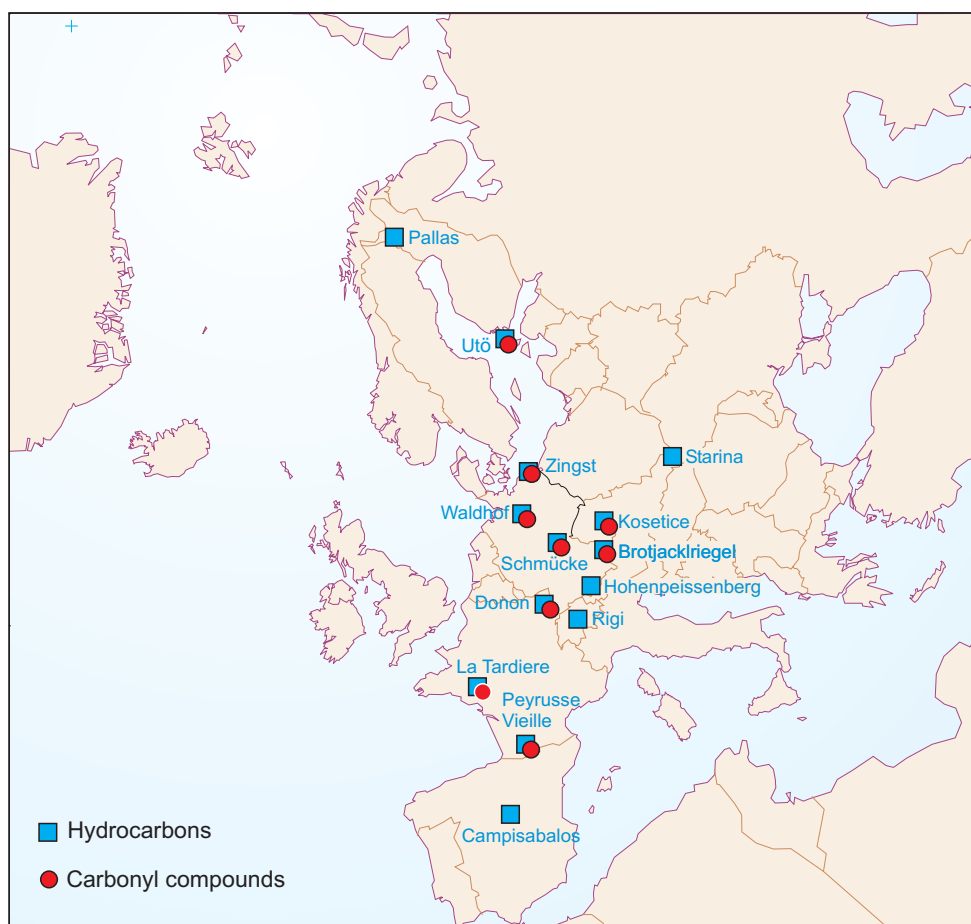 Pallas
Utö
Starina
Zingst
Waldhof
Kosetice
Brotjacklriegel
Schmücke
Hohenpeissenberg
Donon
Rigi
La Tardiere
Peyrusse
Vieille
Campisabalos
Hydrocarbons
Carbonyl compounds